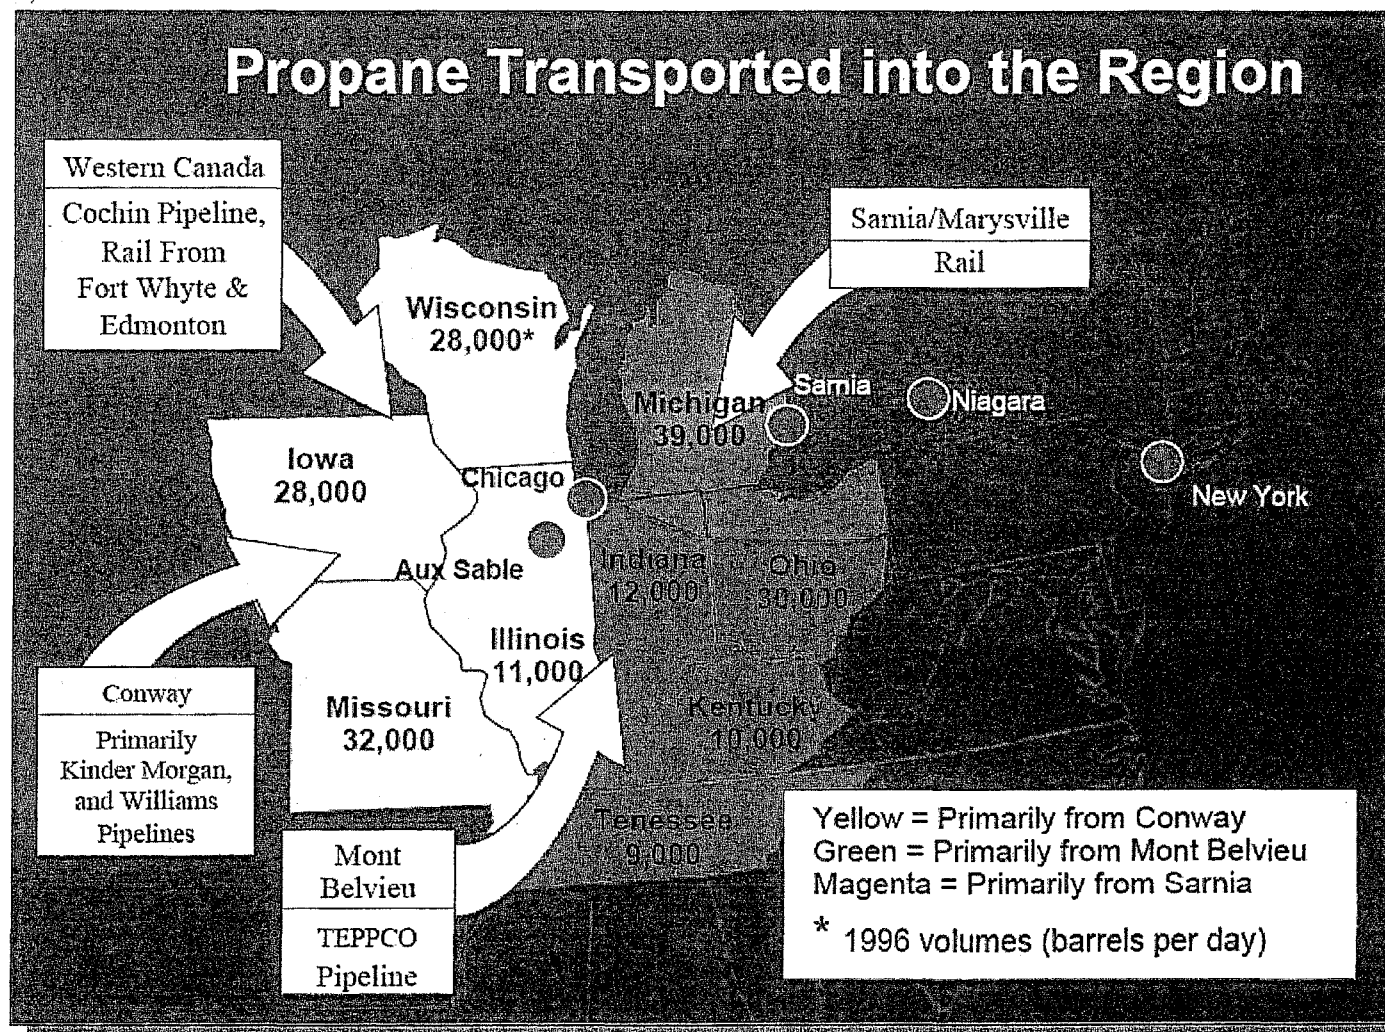 Propane Transported into the Region
Western Canada
Cochin Pipeline,
Rail From
Fort Whyte &
Edmonton
Sarnia/Marysville
Rail
Wisconsin
28,000*
Michigan
39,000
Sarnia
Niagara
New York
Iowa
28,000
Chicago
Aux Sable
Indiana
12,000
Ohio
30,000
Illinois
11,000
Missouri
32,000
Kentucky
10,000
Tenessee
9,000
Conway
Primarily
Kinder Morgan,
and Williams
Pipelines
Mont
Belvieu
TEPPCO
Pipeline
Yellow = Primarily from Conway
Green = Primarily from Mont Belvieu
Magenta = Primarily from Sarnia
* 1996 volumes (barrels per day)